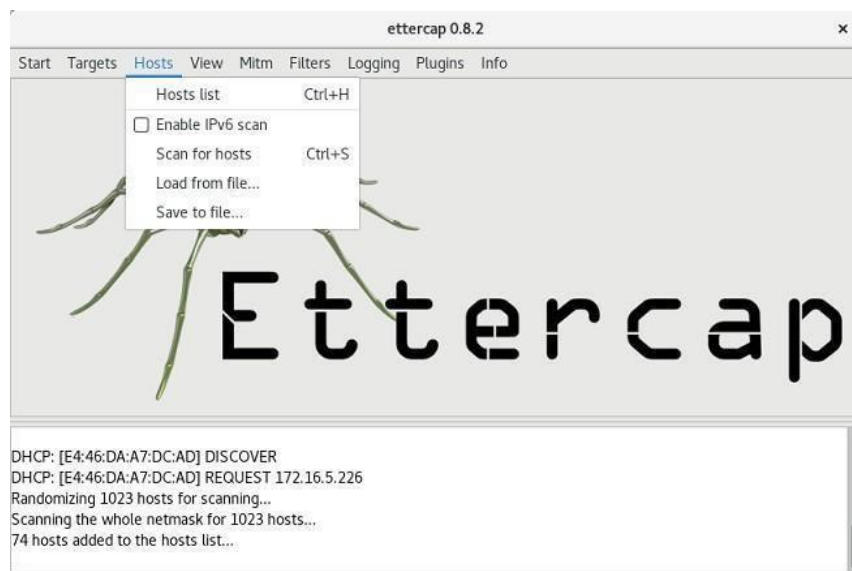 ettercap 0.8.2 ×
Start Targets Hosts View Mitm Filters Logging Plugins Info
Hosts list Ctrl+H
Enable IPv6 scan
Scan for hosts Ctrl+S
Load from file...
Save to file...
Ettercap
DHCP: [E4:46:DA:A7:DC:AD] DISCOVER
DHCP: [E4:46:DA:A7:DC:AD] REQUEST 172.16.5.226
Randomizing 1023 hosts for scanning...
Scanning the whole netmask for 1023 hosts...
74 hosts added to the hosts list...